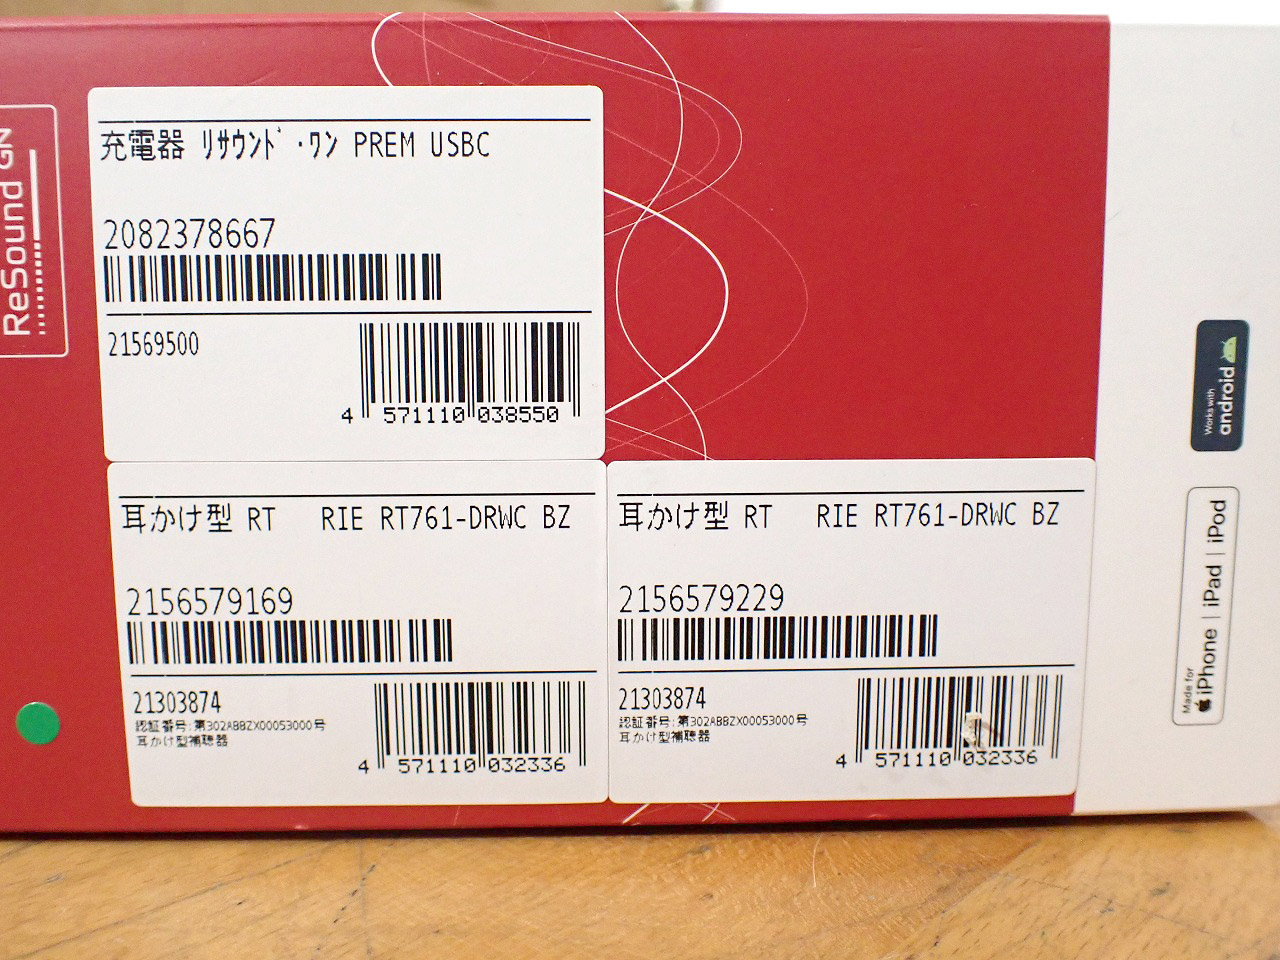 ReSound GN
充電器 ﾘｻｳﾝﾄﾞ・ﾜﾝ PREM USBC
2082378667
21569500
4 571110 038550
耳かけ型 RT RIE RT761-DRWC BZ
2156579169
21303874
認証番号:第302ABBZX00053000号
耳かけ型補聴器
4 571110 032336
耳かけ型 RT RIE RT761-DRWC BZ
2156579229
21303874
認証番号:第302ABBZX00053000号
耳かけ型補聴器
4 571110 032336
Works with
android
Made for
iPhone | iPad | iPod